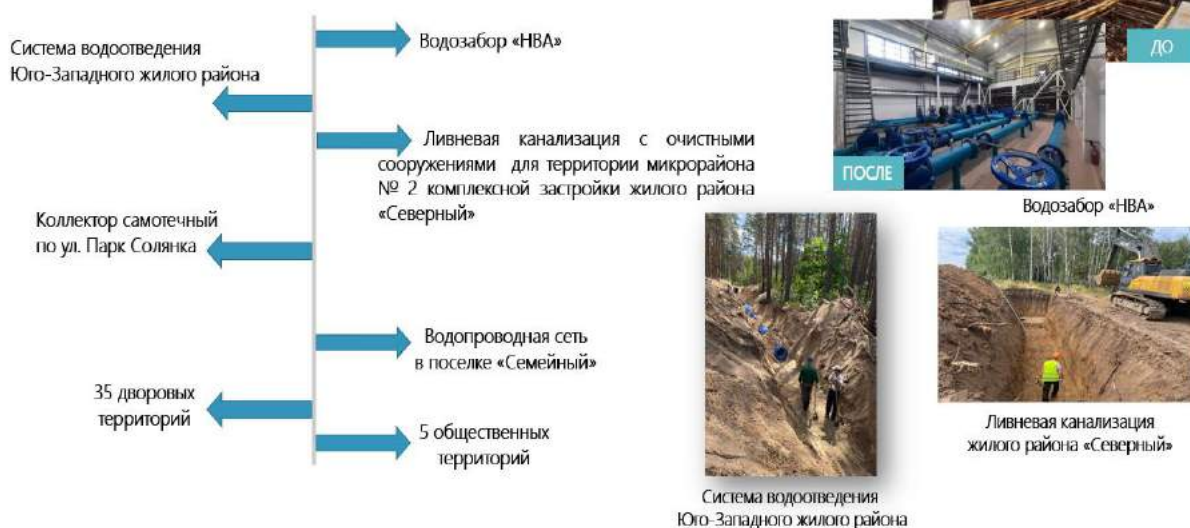 Система водоотведения
Юго-Западного жилого района
Водозабор «НВА»
Ливневая канализация с очистными
сооружениями для территории микрорайона
№ 2 комплексной застройки жилого района
«Северный»
Коллектор самотечный
по ул. Парк Солянка
Водопроводная сеть
в поселке «Семейный»
35 дворовых
территорий
5 общественных
территорий
ДО
ПОСЛЕ
Водозабор «НВА»
Ливневая канализация
жилого района «Северный»
Система водоотведения
Юго-Западного жилого района